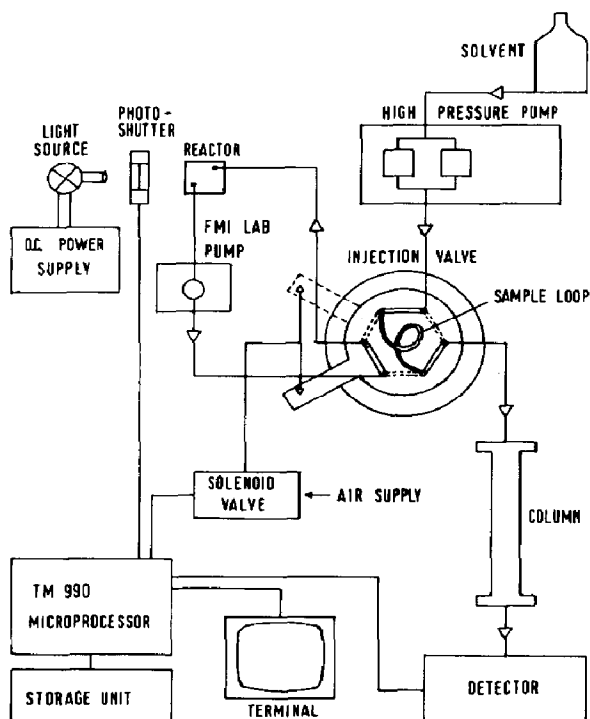 SOLVENT
PHOTO-
SHUTTER
HIGH PRESSURE PUMP
LIGHT
SOURCE
REACTOR
D.C. POWER
SUPPLY
FMI LAB
PUMP
INJECTION VALVE
SAMPLE LOOP
SOLENOID
VALVE
AIR SUPPLY
COLUMN
TM 990
MICROPROCESSOR
STORAGE UNIT
TERMINAL
DETECTOR